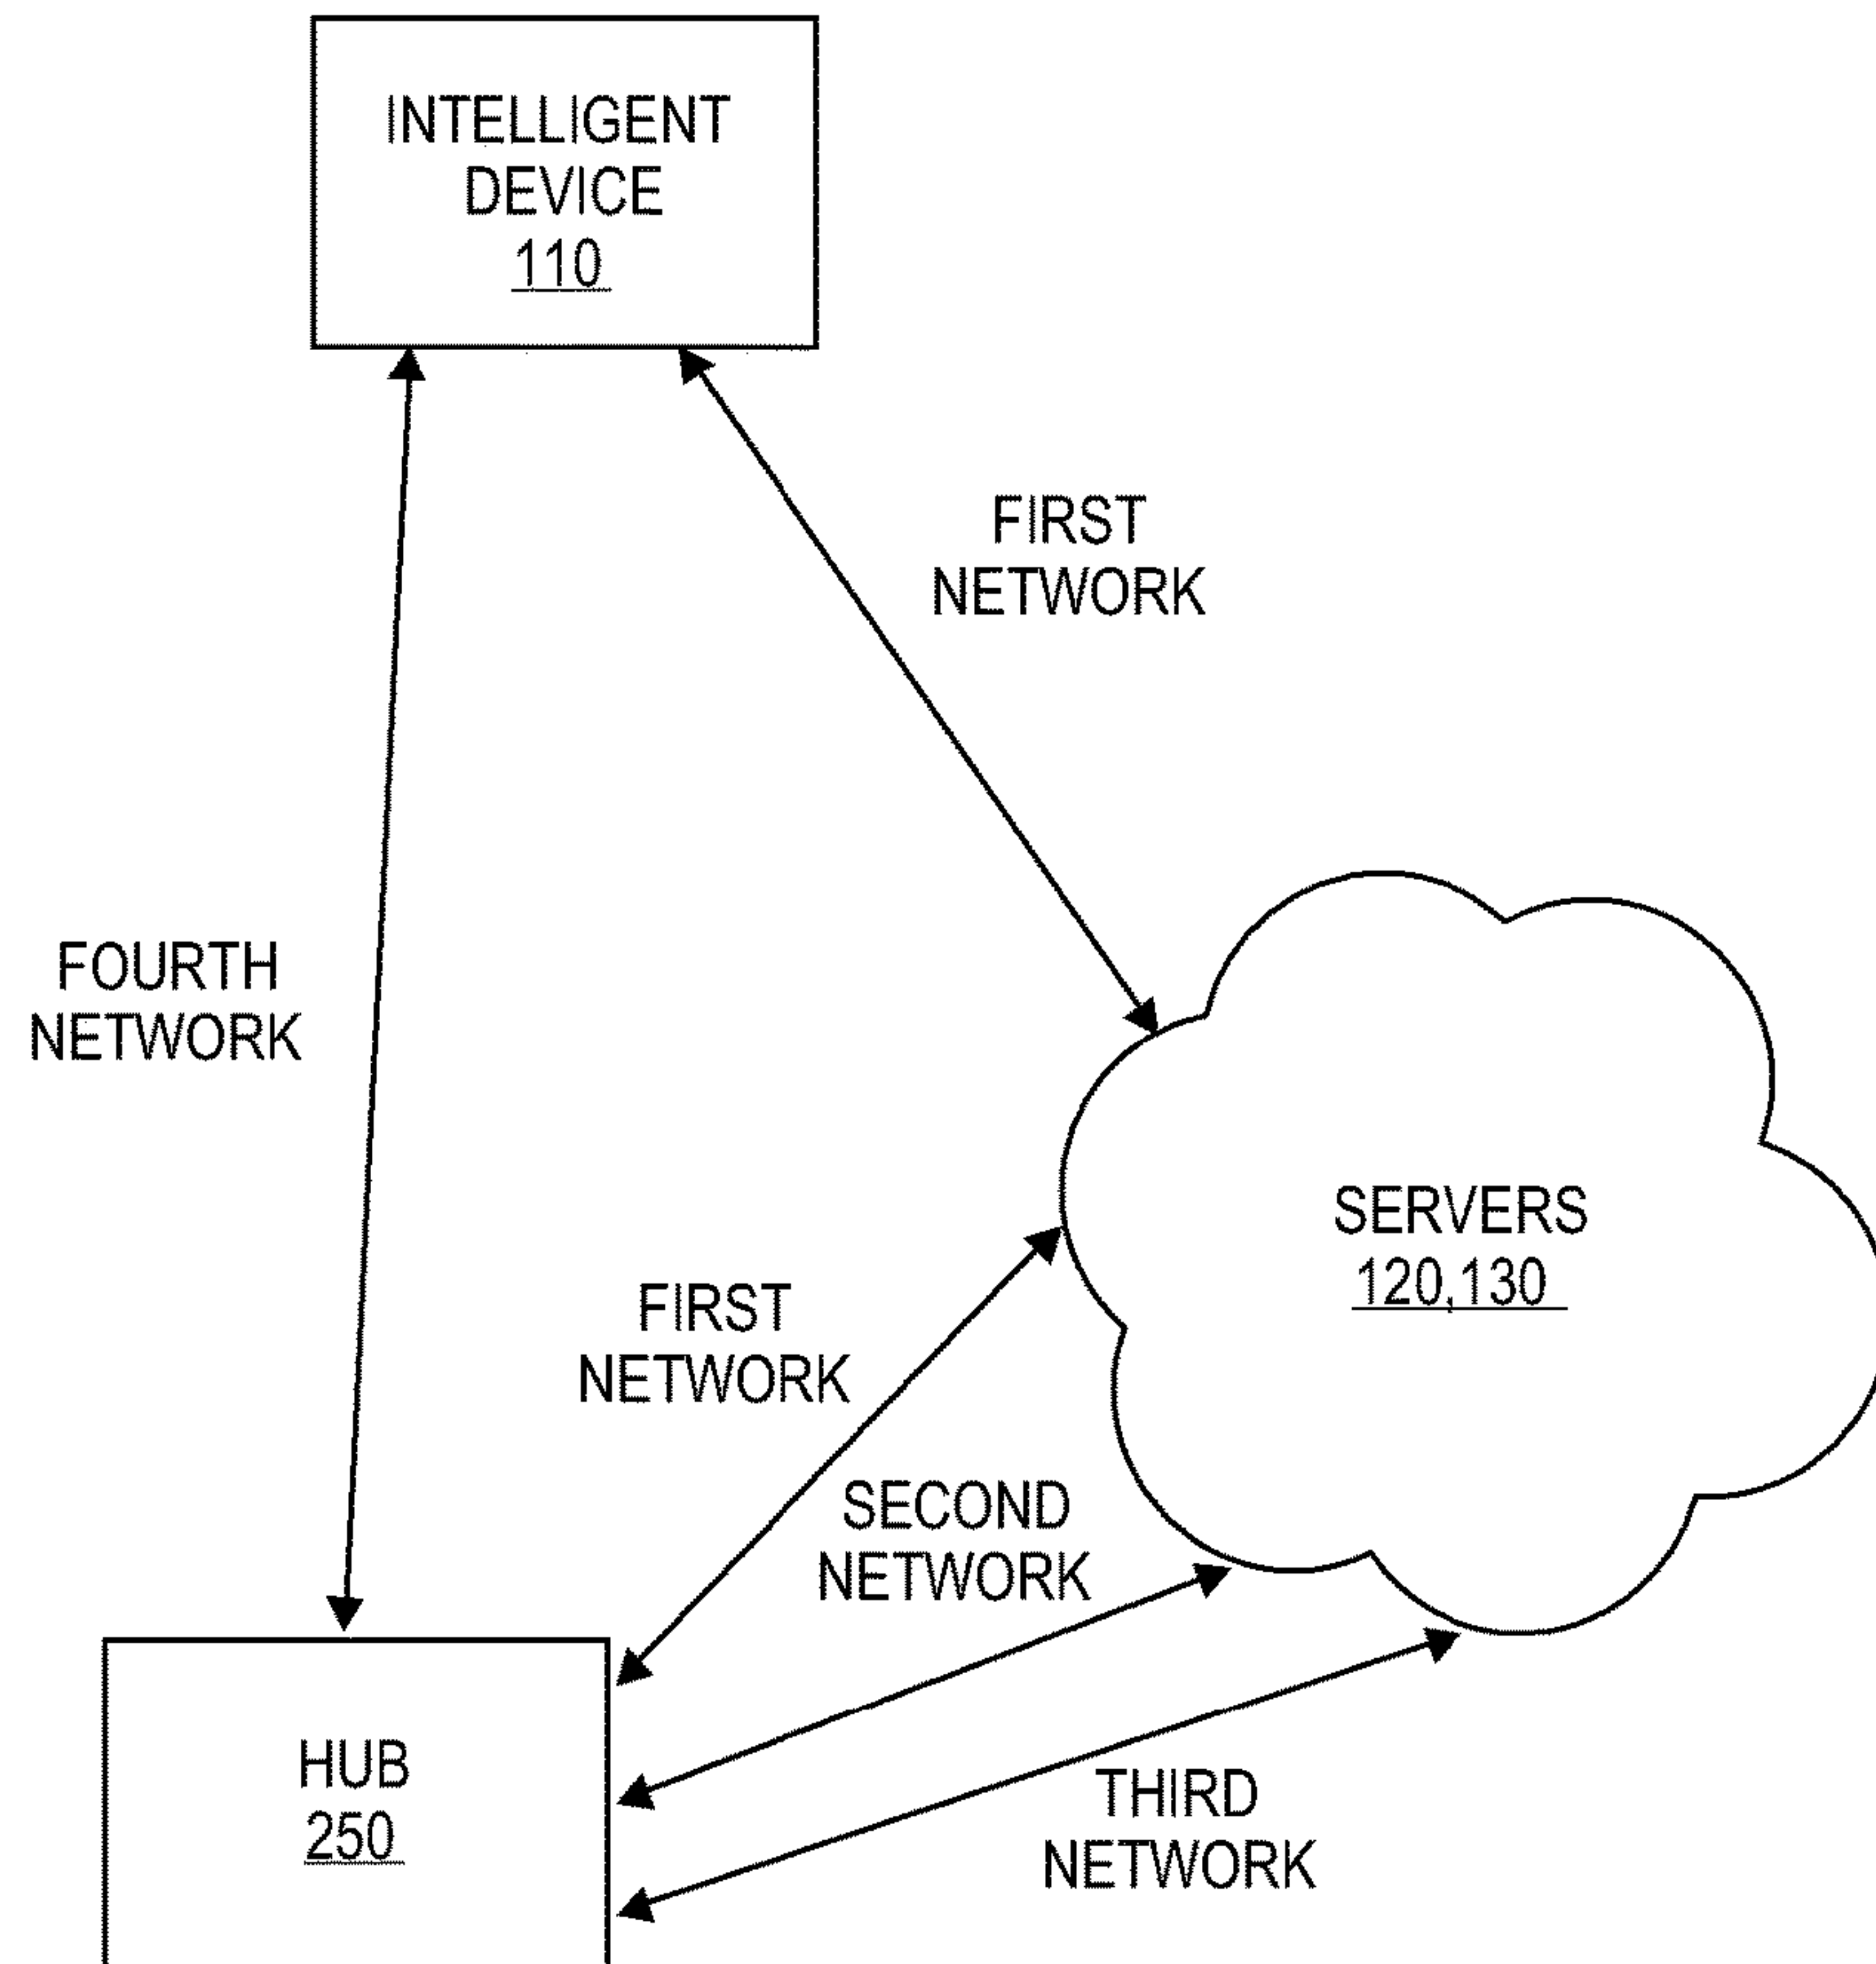 INTELLIGENT
DEVICE
110
FIRST
NETWORK
FOURTH
NETWORK
SERVERS
120,130
FIRST
NETWORK
SECOND
NETWORK
HUB
250
THIRD
NETWORK